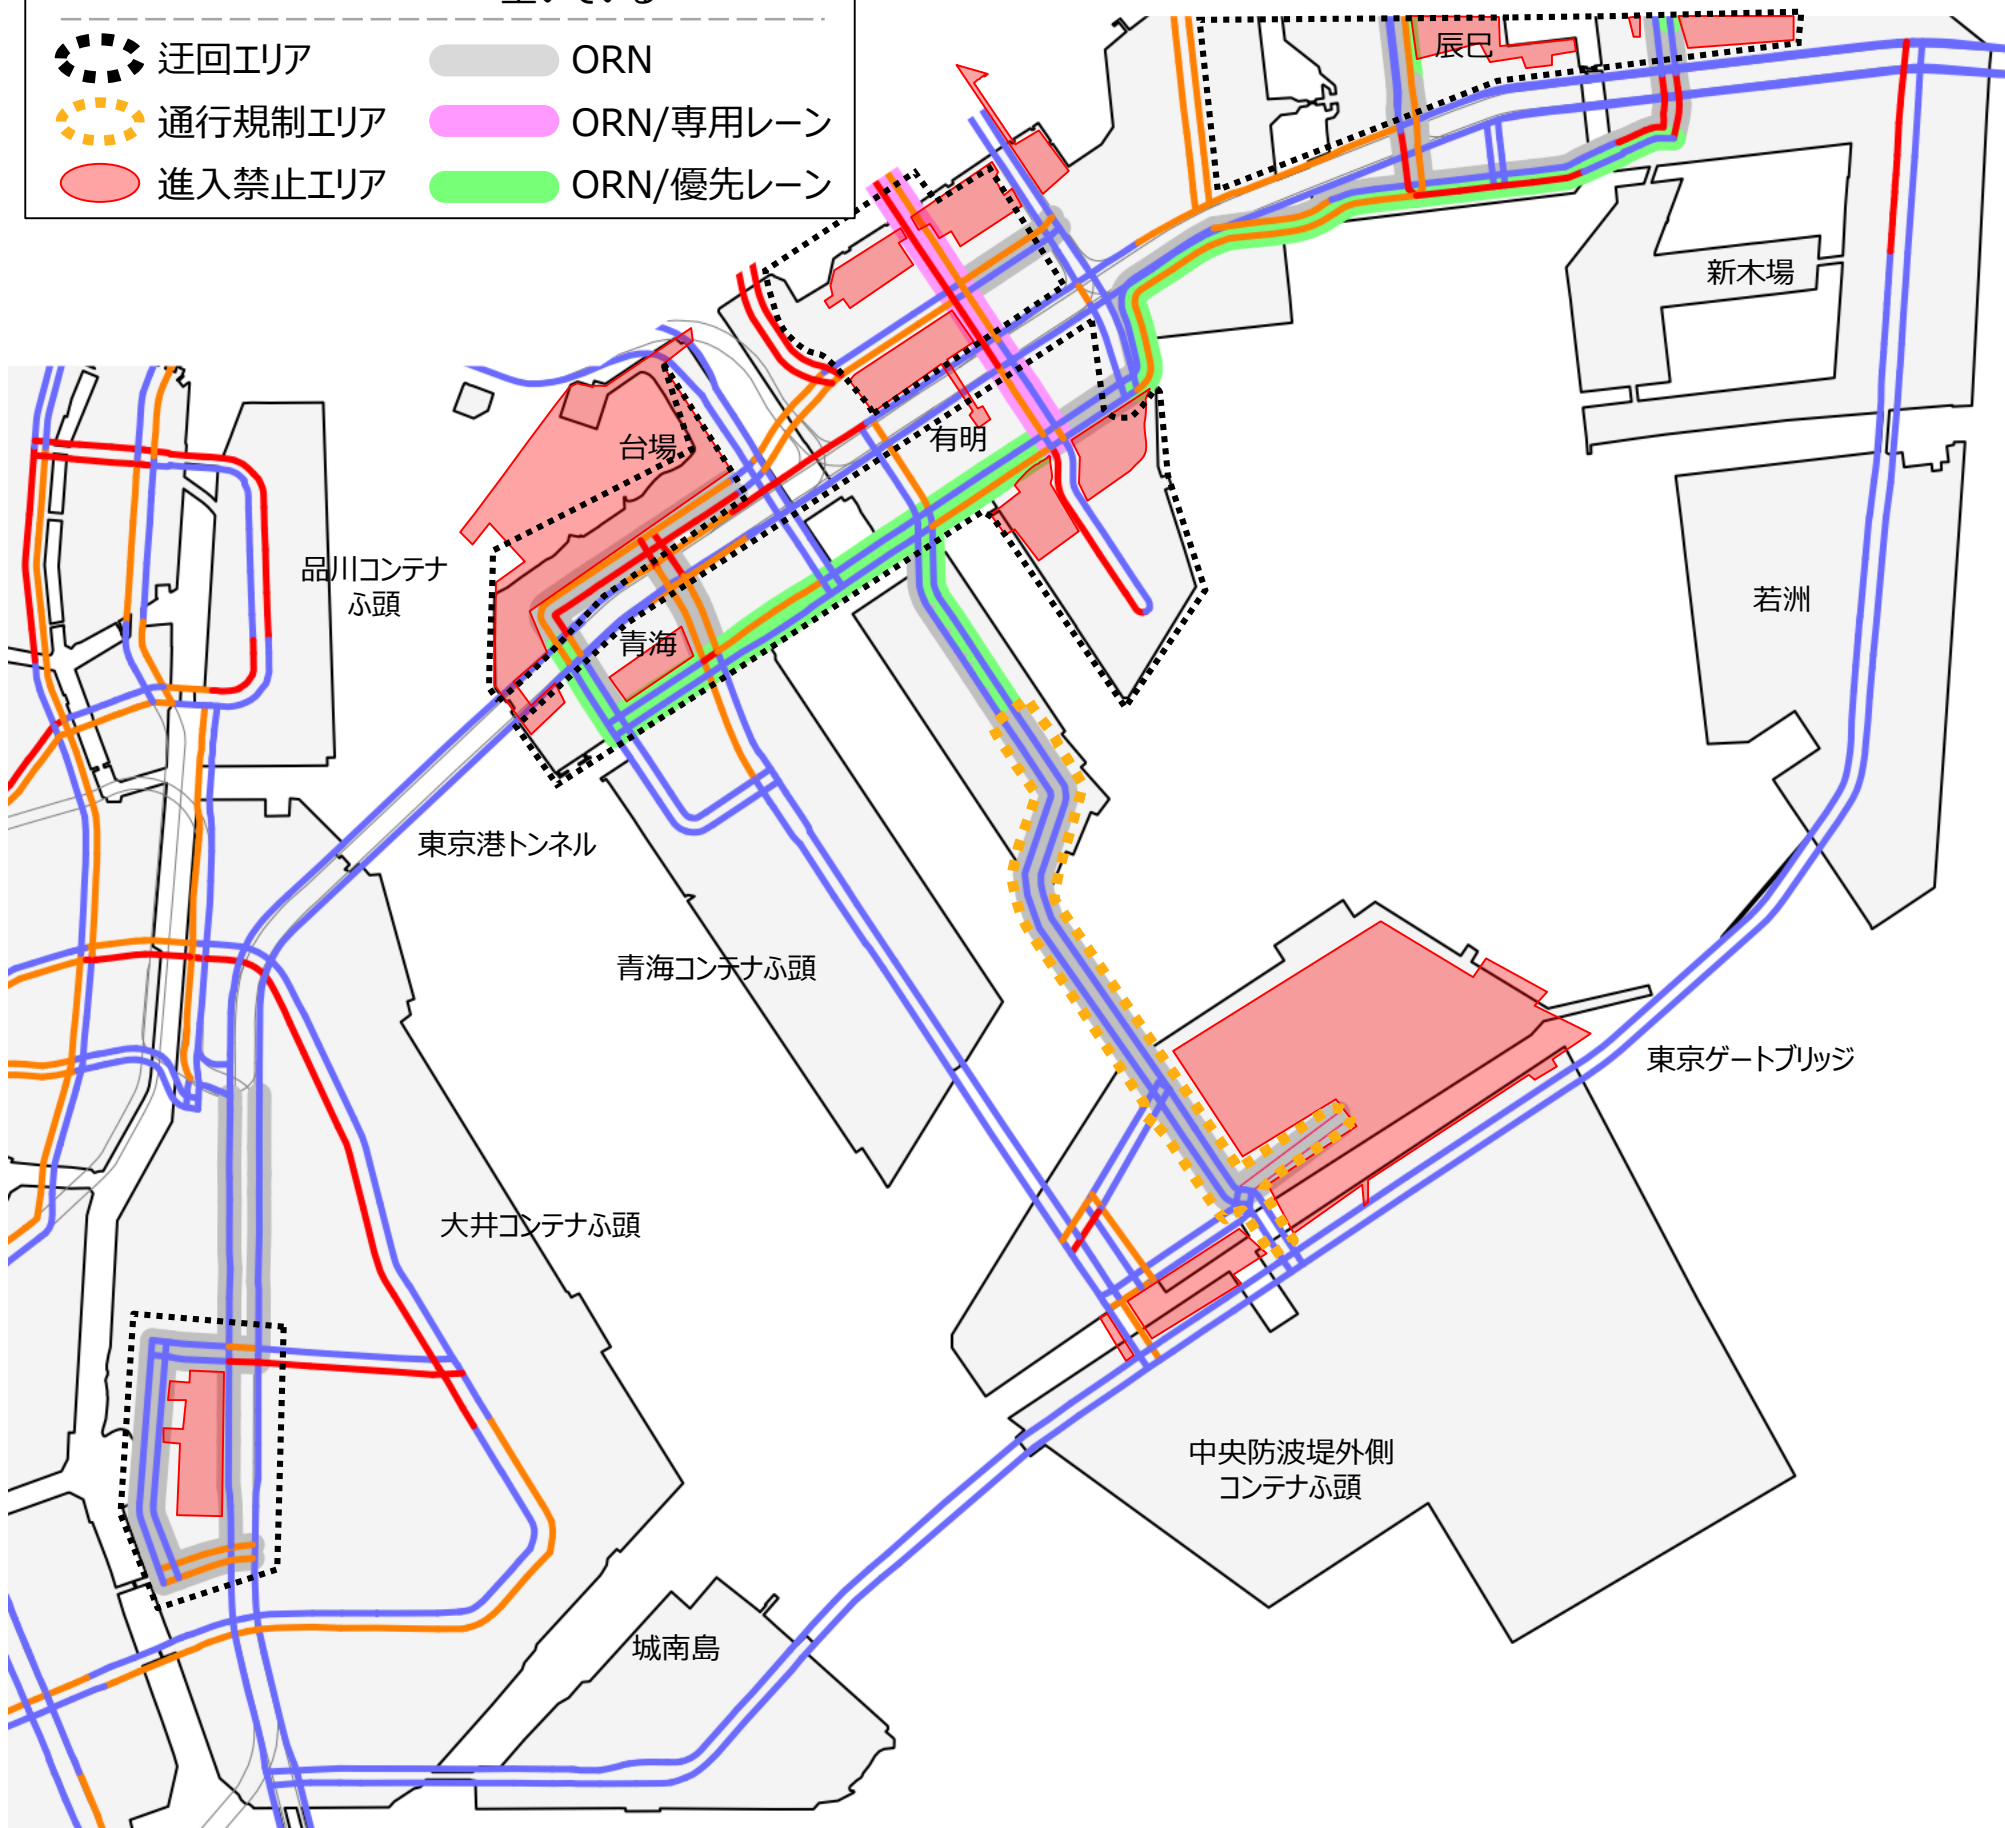 空いている
迂回エリア
ORN
通行規制エリア
ORN/専用レーン
進入禁止エリア
ORN/優先レーン
辰巳
新木場
台場
有明
品川コンテナ
ふ頭
若洲
青海
東京港トンネル
青海コンテナふ頭
東京ゲートブリッジ
大井コンテナふ頭
中央防波堤外側
コンテナふ頭
城南島